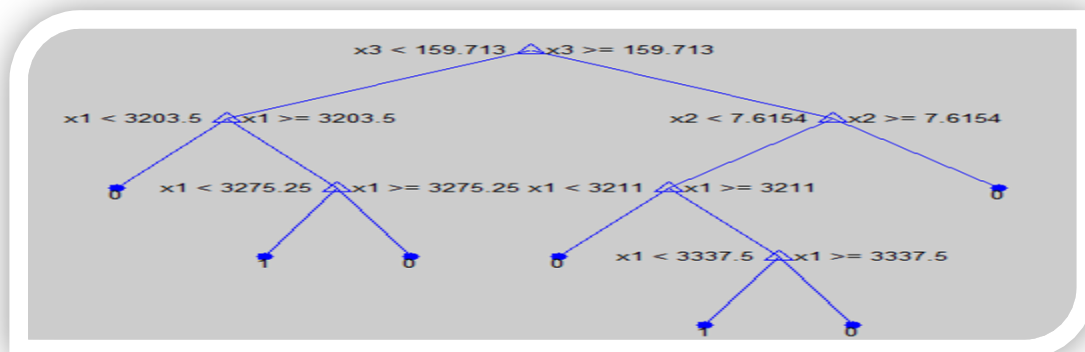 x3 < 159.713 x3 >= 159.713
x1 < 3203.5 x1 >= 3203.5 x2 < 7.6154 x2 >= 7.6154
0 x1 < 3275.25 x1 >= 3275.25 x1 < 3211 x1 >= 3211 0
1 0 0 x1 < 3337.5 x1 >= 3337.5
1 0